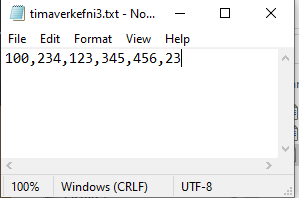 timaverkefni3.txt - No...
File Edit Format View Help
100,234,123,345,456,23
100% Windows (CRLF) UTF-8